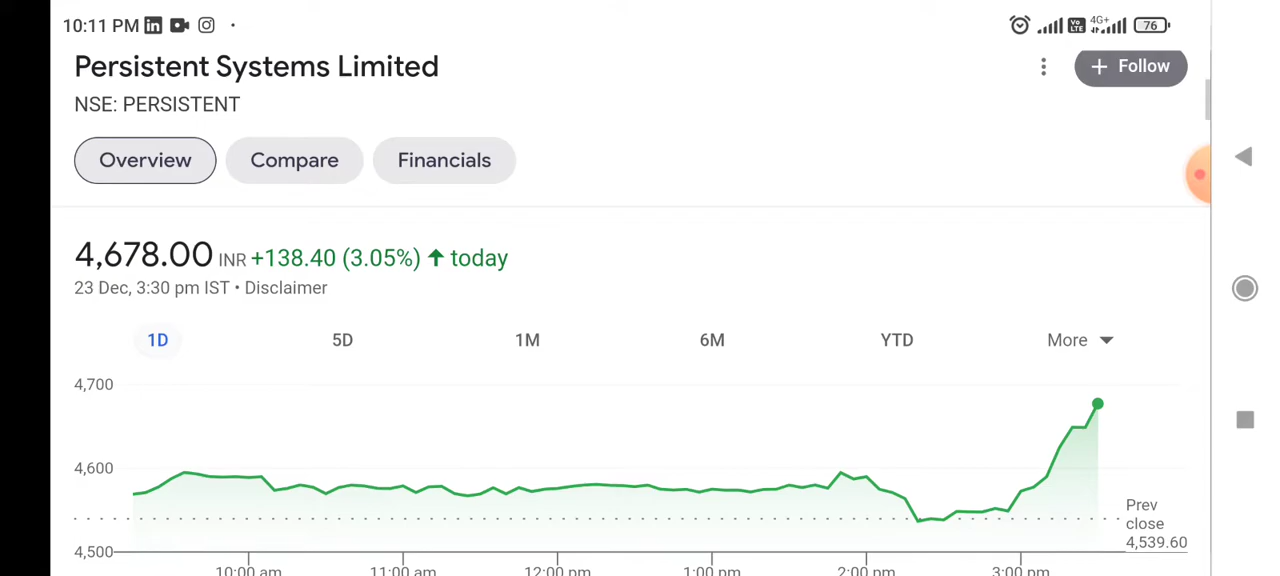 10:11 PM
Vo LTE 4G+ 76
Persistent Systems Limited
+ Follow
NSE: PERSISTENT
Overview Compare Financials
4,678.00 INR +138.40 (3.05%) ↑ today
23 Dec, 3:30 pm IST • Disclaimer
1D 5D 1M 6M YTD More
4,700
4,600
Prev
close
4,539.60
4,500
10:00 am 11:00 am 12:00 pm 1:00 pm 2:00 pm 3:00 pm